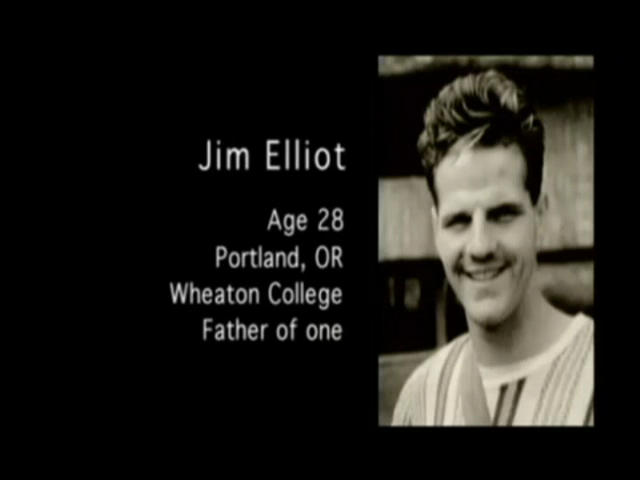 Jim Elliot
Age 28
Portland, OR
Wheaton College
Father of one